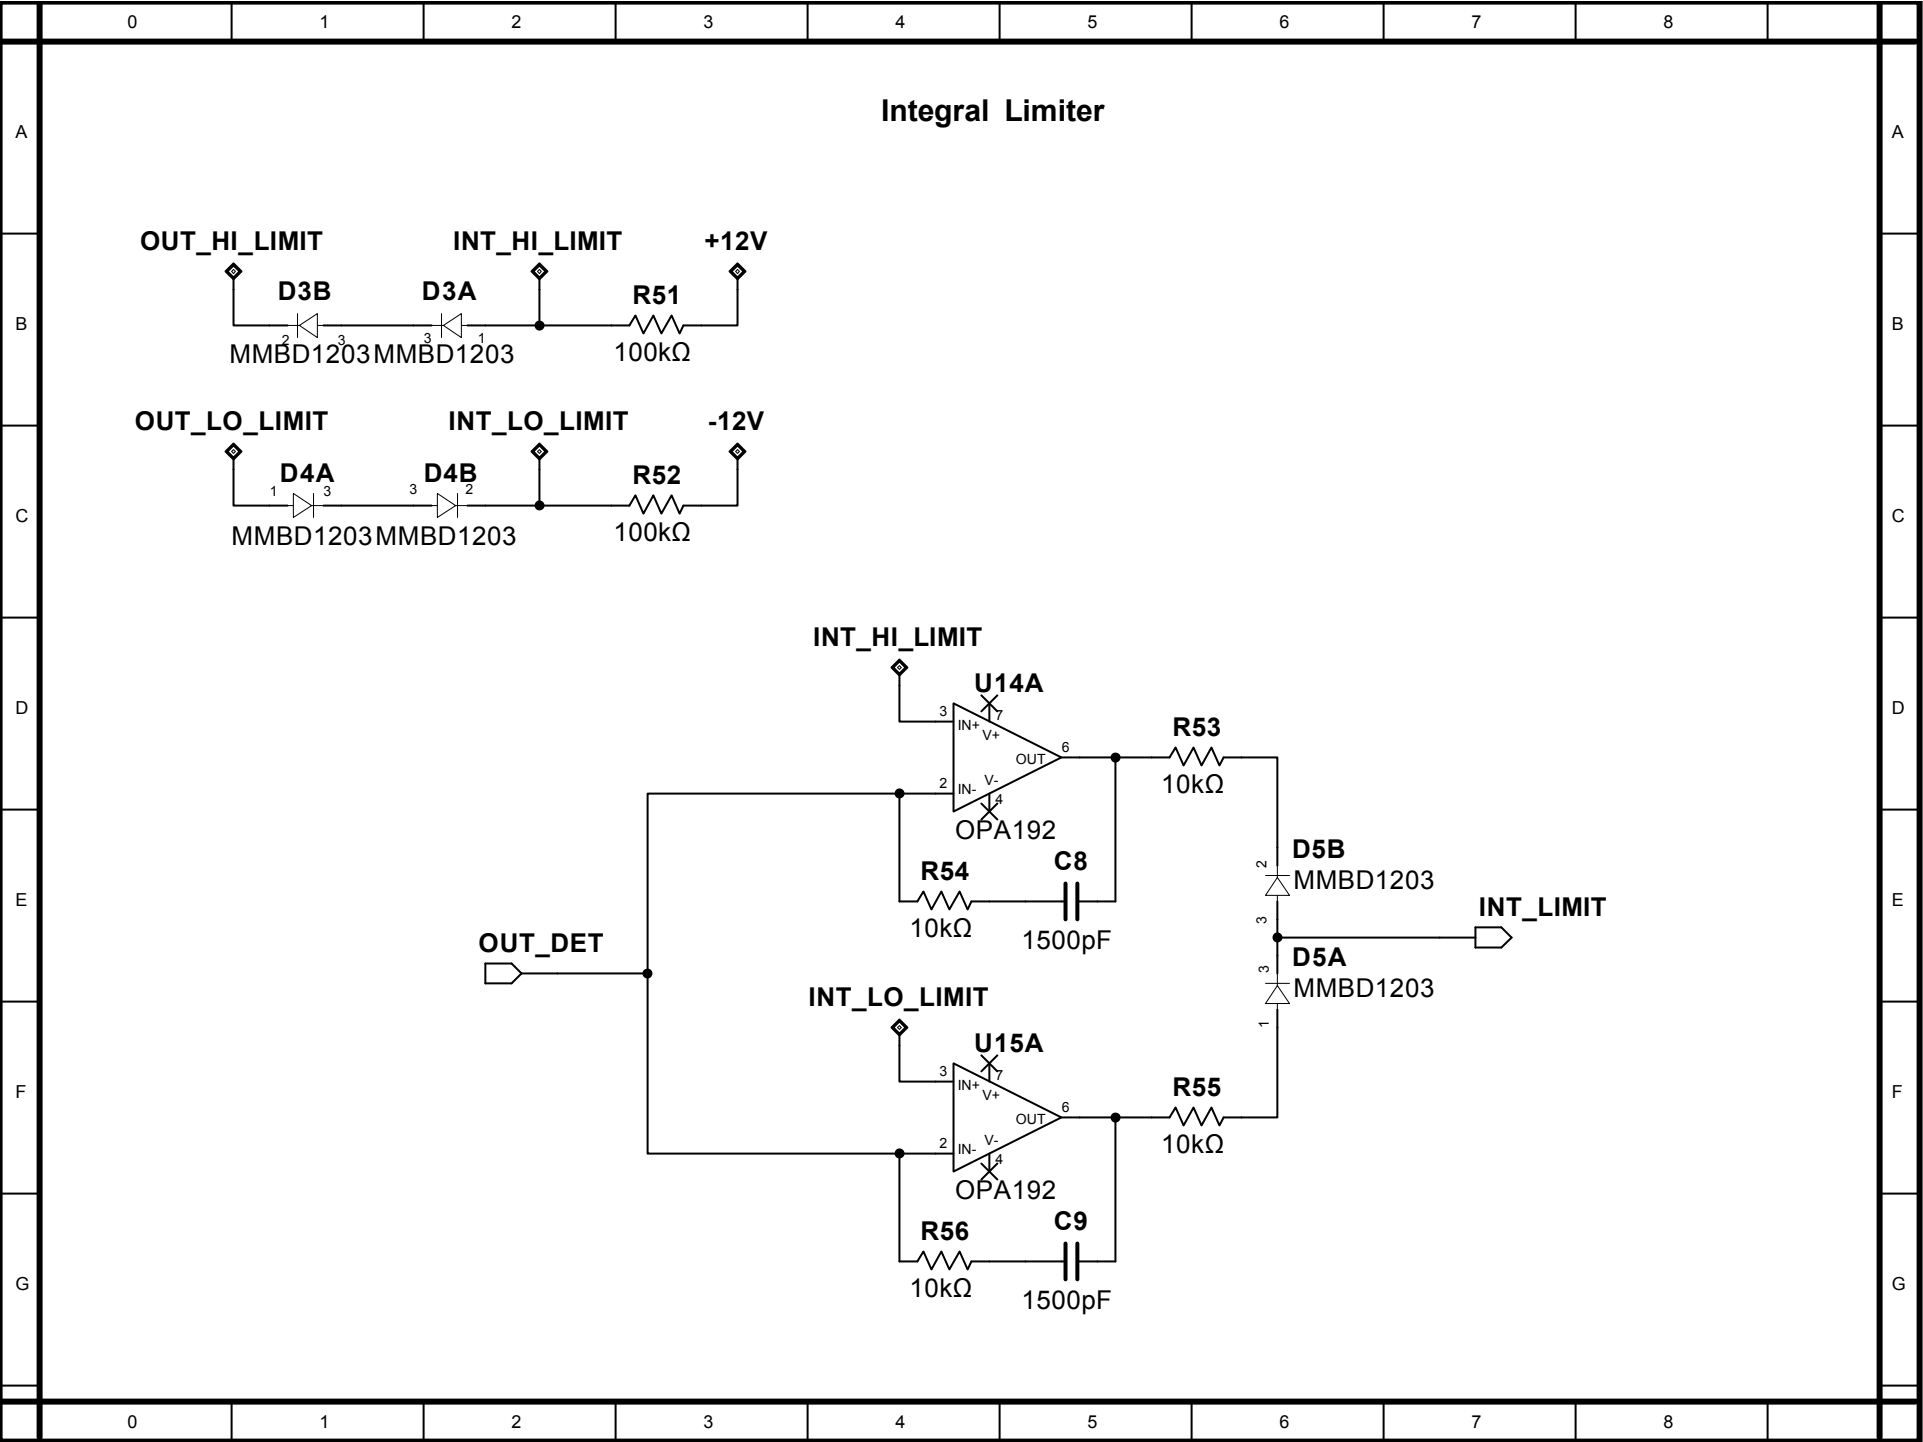 0 1 2 3 4 5 6 7 8
Integral Limiter
A A
OUT_HI_LIMIT INT_HI_LIMIT +12V
D3B D3A R51
B B
2 3 3 1
MMBD1203 MMBD1203 100kΩ
OUT_LO_LIMIT INT_LO_LIMIT -12V
D4A D4B R52
1 3 3 2
C C
MMBD1203 MMBD1203 100kΩ
INT_HI_LIMIT
U14A
D D
3 IN+ 7 V+ R53
OUT 6
2 IN- V- 4 10kΩ
OPA192
R54 C8 2 D5B
MMBD1203
E E
10kΩ 1500pF 3 INT_LIMIT
OUT_DET 3 D5A
MMBD1203
INT_LO_LIMIT 1
U15A
3 IN+ 7 V+ R55
F F
OUT 6
2 IN- V- 4 10kΩ
OPA192
R56 C9
G G
10kΩ 1500pF
0 1 2 3 4 5 6 7 8